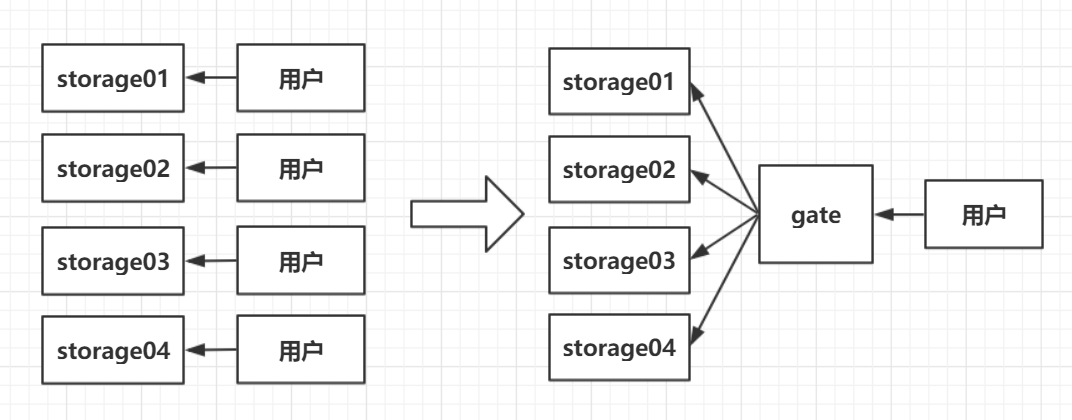 storage01
用户
storage02
用户
storage03
用户
storage04
用户
storage01
storage02
storage03
storage04
gate
用户